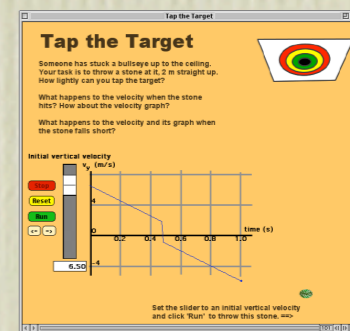 Tap the Target
Tap the Target
Someone has stuck a bullseye up to the ceiling.
Your task is to throw a stone at it, 2 m straight up.
How lightly can you tap the target?
What happens to the velocity when the stone
hits? How about the velocity graph?
What happens to the velocity and its graph when
the stone falls short?
Initial vertical velocity
vy (m/s)
Stop
Reset
Run
<= =>
4
0
0.2 0.4 0.6 0.8 1.0
time (s)
-4
6.50
Set the slider to an initial vertical velocity
and click 'Run' to throw this stone. ==>